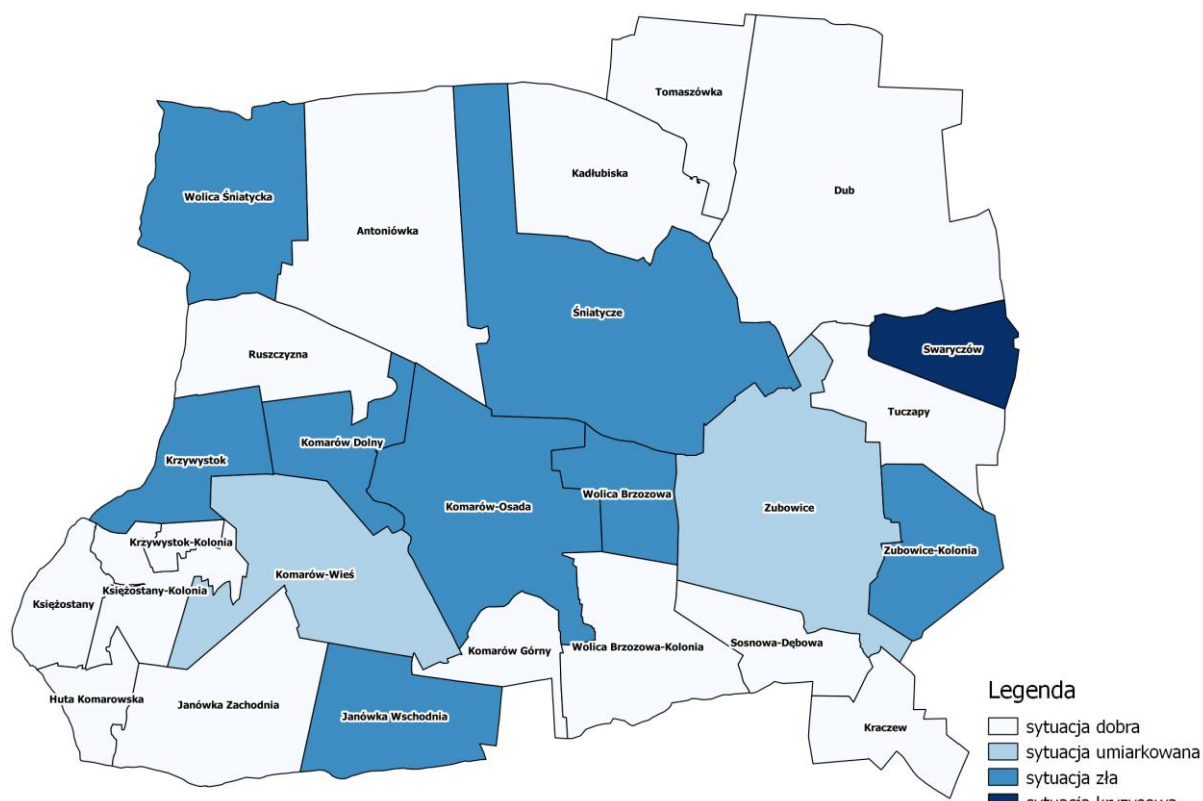 Tomaszówka
Kadłubiska
Dub
Wolica Śniatycka
Antoniówka
Śniatycze
Swaryczów
Ruszczyzna
Tuczapy
Komarów Dolny
Krzywystok
Wolica Brzozowa
Komarów-Osada
Zubowice
Krzywystok-Kolonia
Zubowice-Kolonia
Komarów-Wieś
Księżostany-Kolonia
Księżostany
Sosnowa-Dębowa
Komarów Górny
Wolica Brzozowa-Kolonia
Huta Komarowska
Janówka Zachodnia
Janówka Wschodnia
Kraczew
Legenda
sytuacja dobra
sytuacja umiarkowana
sytuacja zła
sytuacja kryzysowa